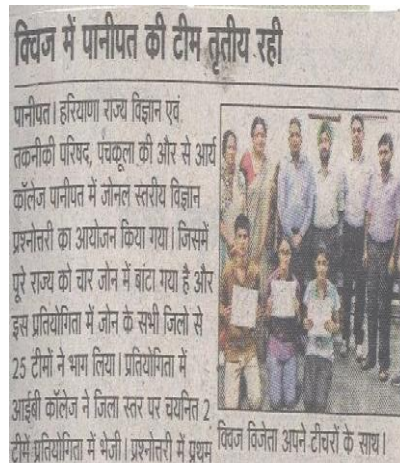 क्विज में पानीपत की टीम तृतीय रही
पानीपत। हरियाणा राज्य विज्ञान एवं
तकनीकी परिषद, पंचकूला की ओर से आर्य
कॉलेज पानीपत में जोनल स्तरीय विज्ञान
प्रश्नोत्तरी का आयोजन किया गया। जिसमें
पूरे राज्य को चार जोन में बांटा गया है और
इस प्रतियोगिता में जोन के सभी जिलो से
25 टीमों ने भाग लिया। प्रतियोगिता में
आईबी कॉलेज ने जिला स्तर पर चयनित 2
टीमें प्रतियोगिता में भेजी। प्रश्नोत्तरी में प्रथम
क्विज विजेता अपने टीचरों के साथ।